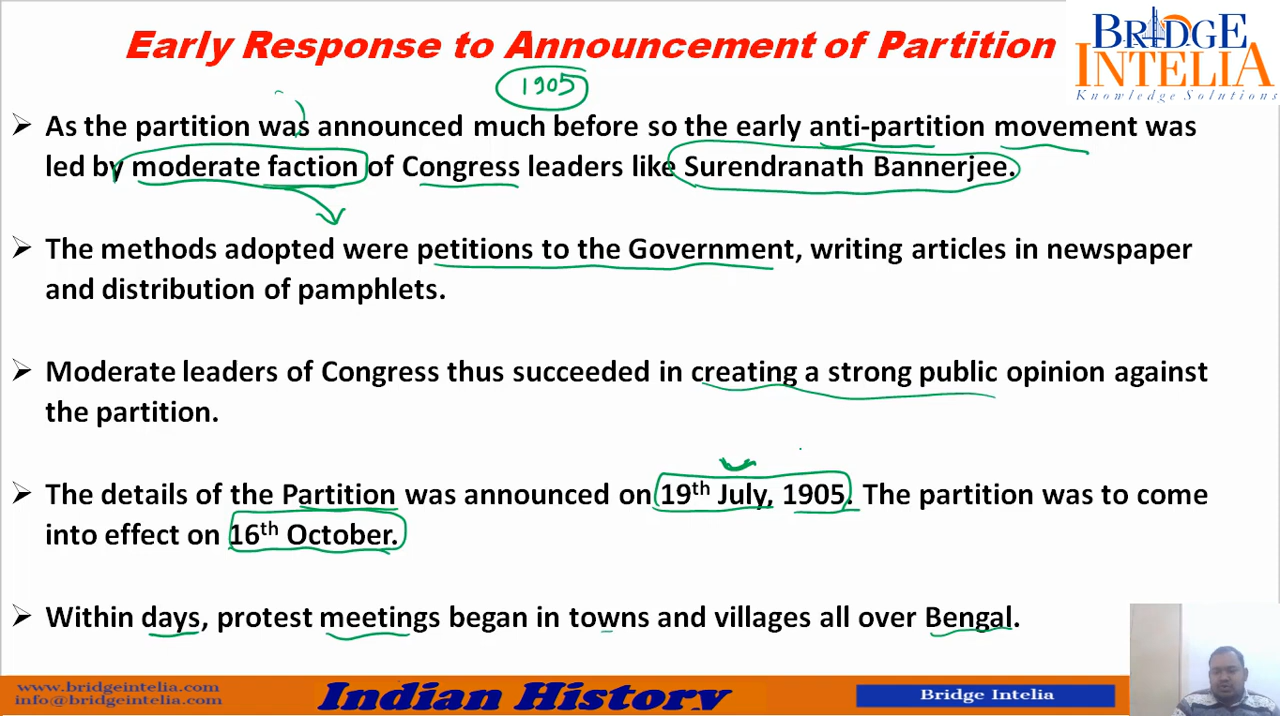 Early Response to Announcement of Partition
BRIDGE
INTELIA
Knowledge Solutions
1905
➢ As the partition was announced much before so the early anti-partition movement was
led by moderate faction of Congress leaders like Surendranath Bannerjee.
➢ The methods adopted were petitions to the Government, writing articles in newspaper
and distribution of pamphlets.
➢ Moderate leaders of Congress thus succeeded in creating a strong public opinion against
the partition.
➢ The details of the Partition was announced on 19th July, 1905. The partition was to come
into effect on 16th October.
➢ Within days, protest meetings began in towns and villages all over Bengal.
www.bridgeintelia.com
info@bridgeintelia.com
Indian History
Bridge Intelia